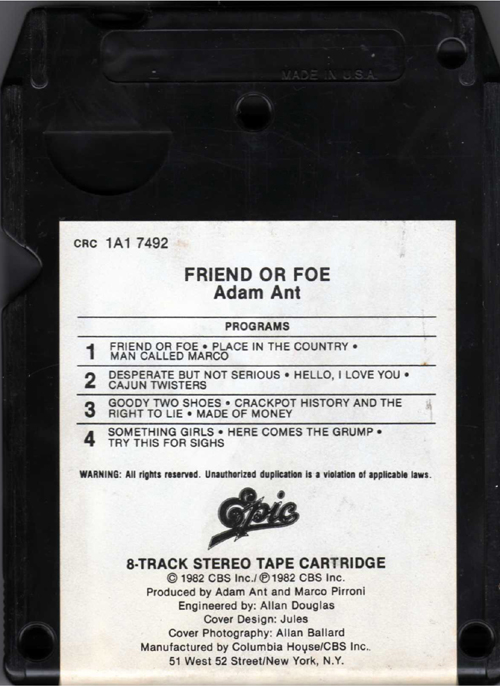 MADE IN U.S.A.
CRC 1A1 7492
FRIEND OR FOE
Adam Ant
PROGRAMS
1 FRIEND OR FOE • PLACE IN THE COUNTRY •
MAN CALLED MARCO
2 DESPERATE BUT NOT SERIOUS • HELLO, I LOVE YOU •
CAJUN TWISTERS
3 GOODY TWO SHOES • CRACKPOT HISTORY AND THE
RIGHT TO LIE • MADE OF MONEY
4 SOMETHING GIRLS • HERE COMES THE GRUMP •
TRY THIS FOR SIGHS
WARNING: All rights reserved. Unauthorized duplication is a violation of applicable laws.
Epic
8-TRACK STEREO TAPE CARTRIDGE
© 1982 CBS Inc./℗ 1982 CBS Inc.
Produced by Adam Ant and Marco Pirroni
Engineered by: Allan Douglas
Cover Design: Jules
Cover Photography: Allan Ballard
Manufactured by Columbia House/CBS Inc.
51 West 52 Street/New York, N.Y.